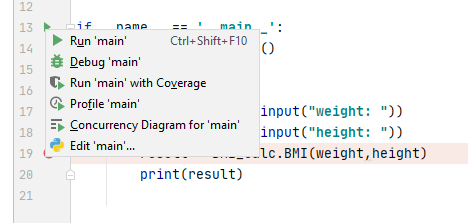 12
13 if __name__ == '__main__':
Run 'main' Ctrl+Shift+F10
14 ()
Debug 'main'
15
Run 'main' with Coverage
16
Profile 'main'
17 input("weight: "))
Concurrency Diagram for 'main'
18 input("height: "))
Edit 'main'...
19 calc.BMI(weight,height)
20 print(result)
21